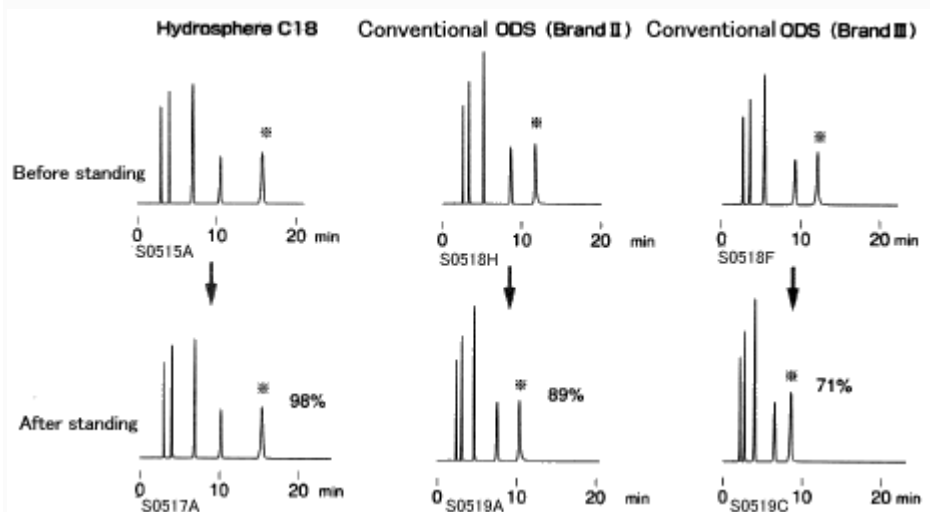 Hydrosphere C18
Conventional ODS (Brand Ⅱ)
Conventional ODS (Brand Ⅲ)
※
※
※
Before standing
0 10 20 min
0 10 20 min
0 10 20 min
S0515A
S0518H
S0518F
※ 98%
※ 89%
※ 71%
After standing
0 10 20 min
0 10 20 min
0 10 20 min
S0517A
S0519A
S0519C